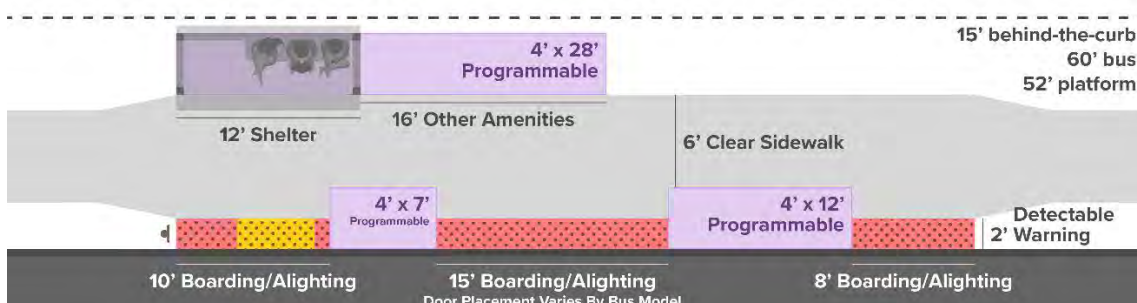 15' behind-the-curb
60' bus
52' platform
4' x 28'
Programmable
12' Shelter
16' Other Amenities
6' Clear Sidewalk
4' x 7'
Programmable
4' x 12'
Programmable
Detectable
2' Warning
10' Boarding/Alighting
15' Boarding/Alighting
8' Boarding/Alighting
Door Placement Varies By Bus Model